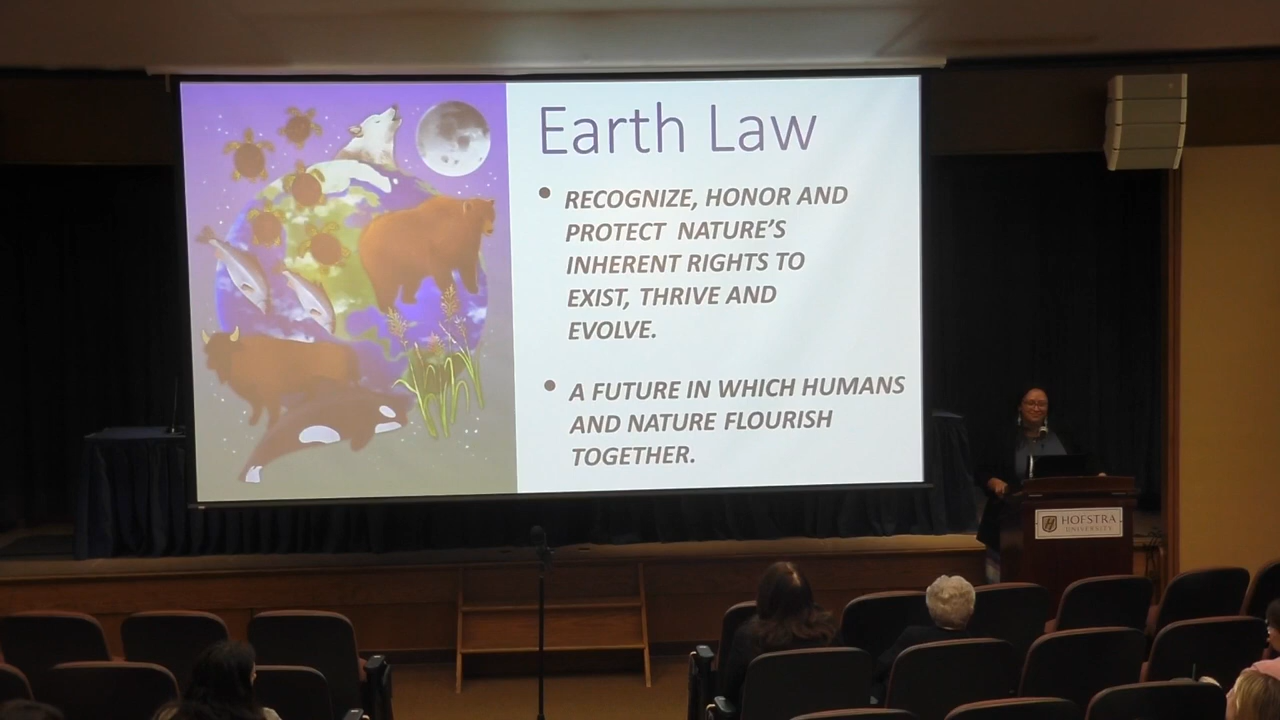 Earth Law
• RECOGNIZE, HONOR AND
PROTECT NATURE'S
INHERENT RIGHTS TO
EXIST, THRIVE AND
EVOLVE.
• A FUTURE IN WHICH HUMANS
AND NATURE FLOURISH
TOGETHER.
HOFSTRA
UNIVERSITY